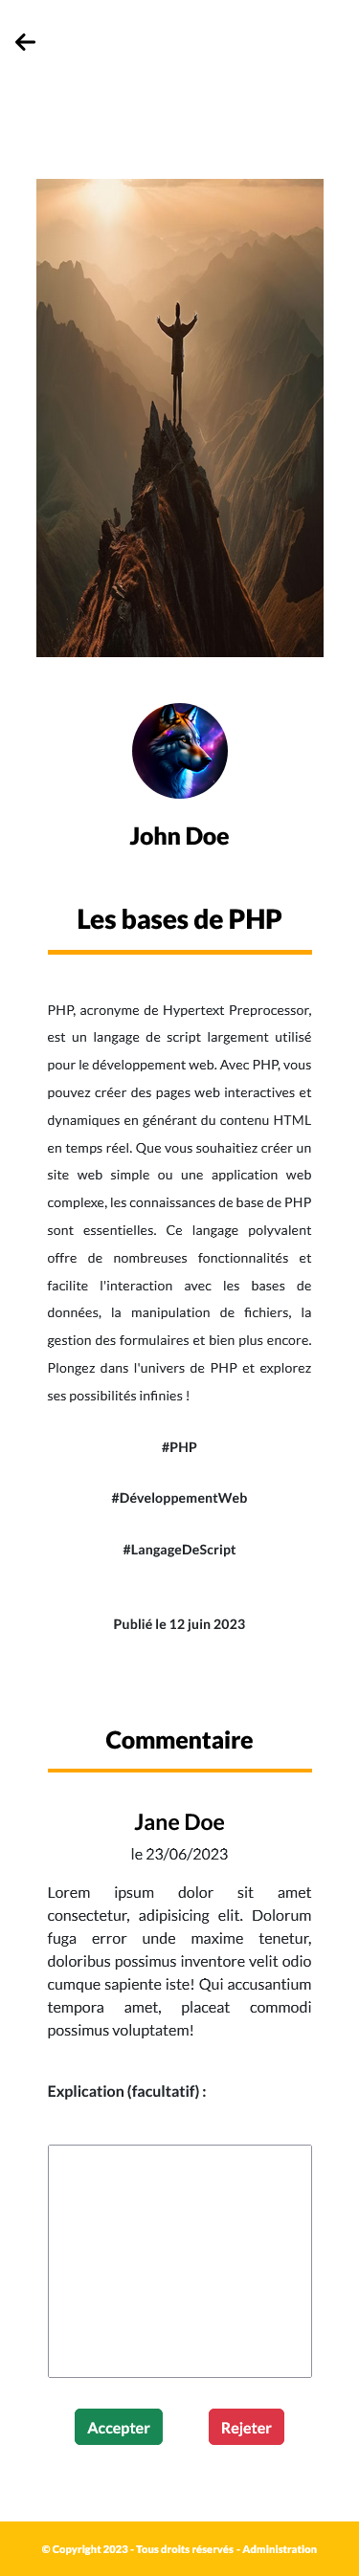 John Doe
Les bases de PHP
PHP, acronyme de Hypertext Preprocessor,
est un langage de script largement utilisé
pour le développement web. Avec PHP, vous
pouvez créer des pages web interactives et
dynamiques en générant du contenu HTML
en temps réel. Que vous souhaitiez créer un
site web simple ou une application web
complexe, les connaissances de base de PHP
sont essentielles. Ce langage polyvalent
offre de nombreuses fonctionnalités et
facilite l'interaction avec les bases de
données, la manipulation de fichiers, la
gestion des formulaires et bien plus encore.
Plongez dans l'univers de PHP et explorez
ses possibilités infinies !
#PHP
#DéveloppementWeb
#LangageDeScript
Publié le 12 juin 2023
Commentaire
Jane Doe
le 23/06/2023
Lorem ipsum dolor sit amet
consectetur, adipisicing elit. Dolorum
fuga error unde maxime tenetur,
doloribus possimus inventore velit odio
cumque sapiente iste! Qui accusantium
tempora amet, placeat commodi
possimus voluptatem!
Explication (facultatif) :
Accepter Rejeter
© Copyright 2023 - Tous droits réservés - Administration